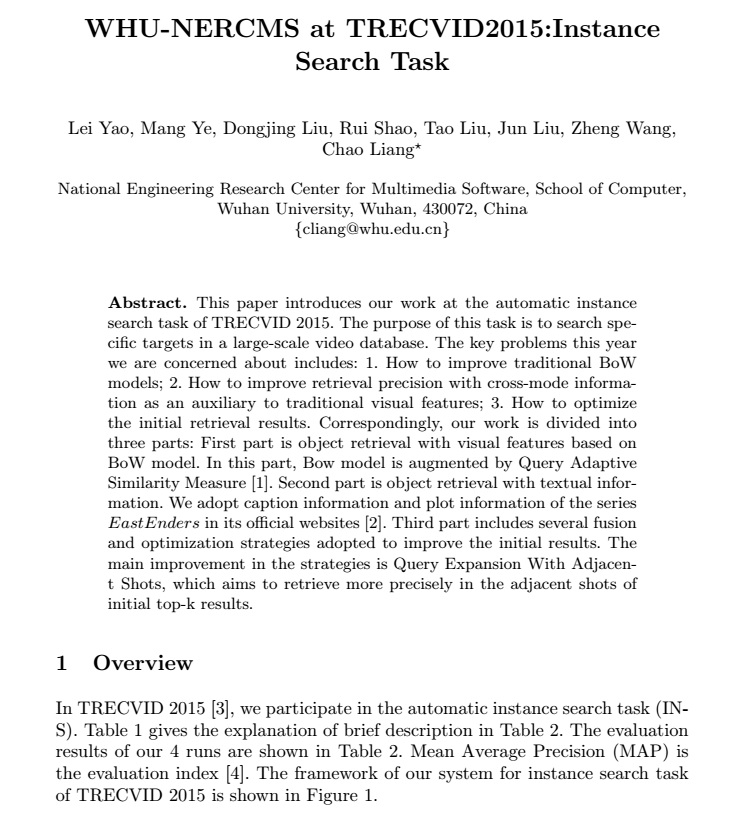 WHU-NERCMS at TRECVID2015:Instance
Search Task
Lei Yao, Mang Ye, Dongjing Liu, Rui Shao, Tao Liu, Jun Liu, Zheng Wang,
Chao Liang*
National Engineering Research Center for Multimedia Software, School of Computer,
Wuhan University, Wuhan, 430072, China
{cliang@whu.edu.cn}
Abstract. This paper introduces our work at the automatic instance
search task of TRECVID 2015. The purpose of this task is to search spe-
cific targets in a large-scale video database. The key problems this year
we are concerned about includes: 1. How to improve traditional BoW
models; 2. How to improve retrieval precision with cross-mode informa-
tion as an auxiliary to traditional visual features; 3. How to optimize
the initial retrieval results. Correspondingly, our work is divided into
three parts: First part is object retrieval with visual features based on
BoW model. In this part, Bow model is augmented by Query Adaptive
Similarity Measure [1]. Second part is object retrieval with textual infor-
mation. We adopt caption information and plot information of the series
EastEnders in its official websites [2]. Third part includes several fusion
and optimization strategies adopted to improve the initial results. The
main improvement in the strategies is Query Expansion With Adjacen-
t Shots, which aims to retrieve more precisely in the adjacent shots of
initial top-k results.
1 Overview
In TRECVID 2015 [3], we participate in the automatic instance search task (IN-
S). Table 1 gives the explanation of brief description in Table 2. The evaluation
results of our 4 runs are shown in Table 2. Mean Average Precision (MAP) is
the evaluation index [4]. The framework of our system for instance search task
of TRECVID 2015 is shown in Figure 1.